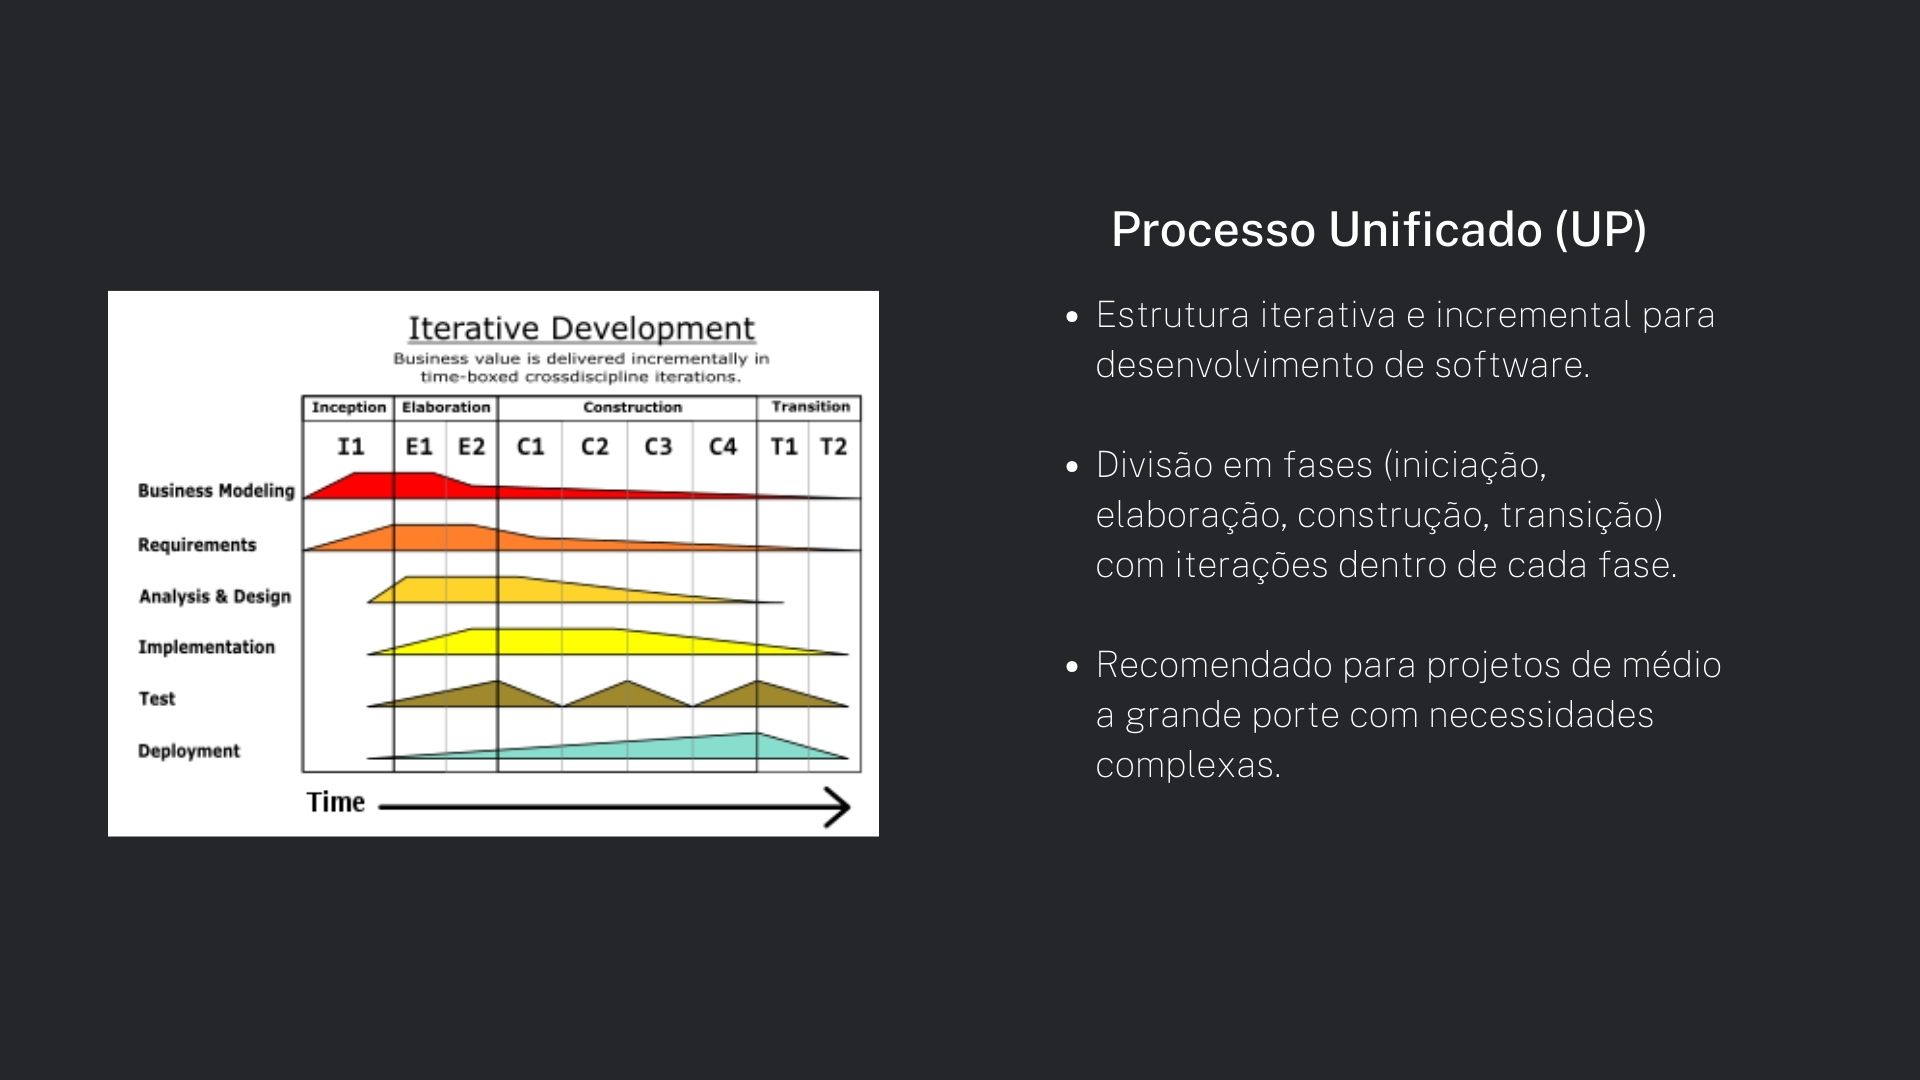 Iterative Development
Business value is delivered incrementally in
time-boxed crossdiscipline iterations.
Inception Elaboration Construction Transition
I1 E1 E2 C1 C2 C3 C4 T1 T2
Business Modeling
Requirements
Analysis & Design
Implementation
Test
Deployment
Time
Processo Unificado (UP)
• Estrutura iterativa e incremental para
desenvolvimento de software.
• Divisão em fases (iniciação,
elaboração, construção, transição)
com iterações dentro de cada fase.
• Recomendado para projetos de médio
a grande porte com necessidades
complexas.